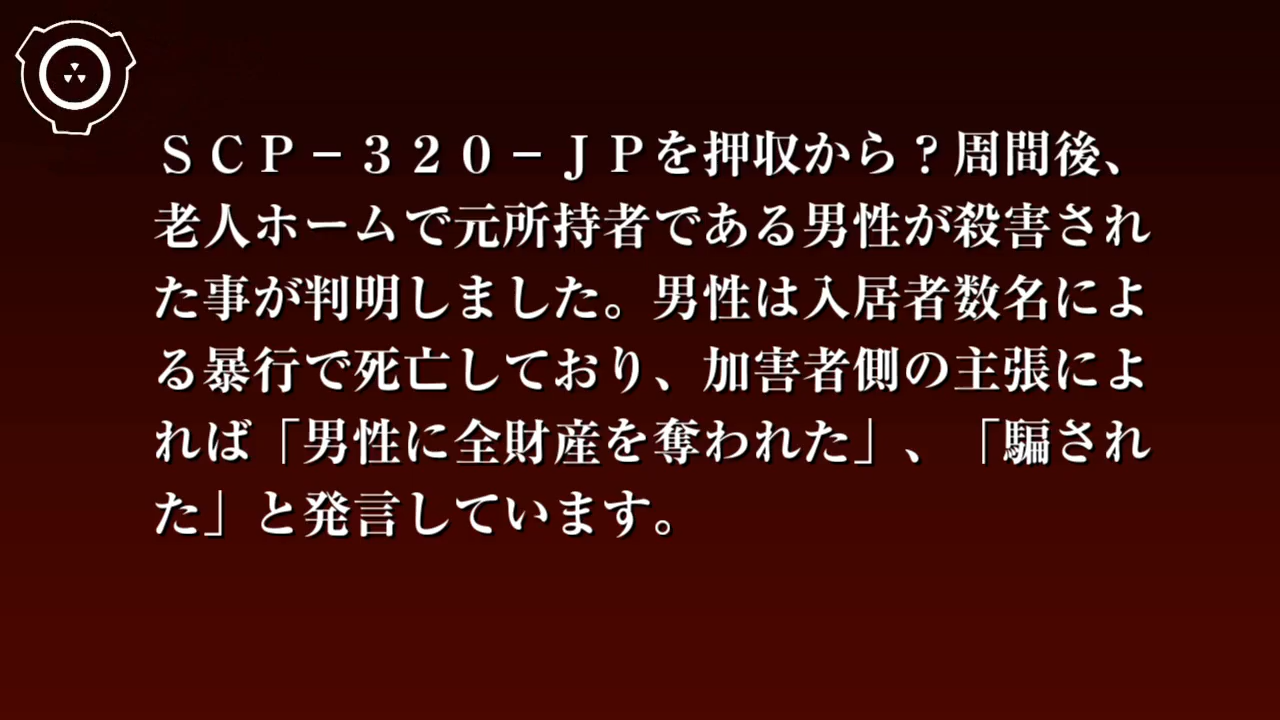 ＳＣＰ－３２０－ＪＰを押収から？周間後、
老人ホームで元所持者である男性が殺害され
た事が判明しました。男性は入居者数名によ
る暴行で死亡しており、加害者側の主張によ
れば「男性に全財産を奪われた」、「騙され
た」と発言しています。